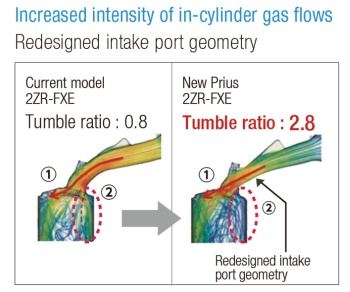 Increased intensity of in-cylinder gas flows
Redesigned intake port geometry
Current model
2ZR-FXE
Tumble ratio : 0.8
①
②
New Prius
2ZR-FXE
Tumble ratio : 2.8
①
②
Redesigned intake
port geometry